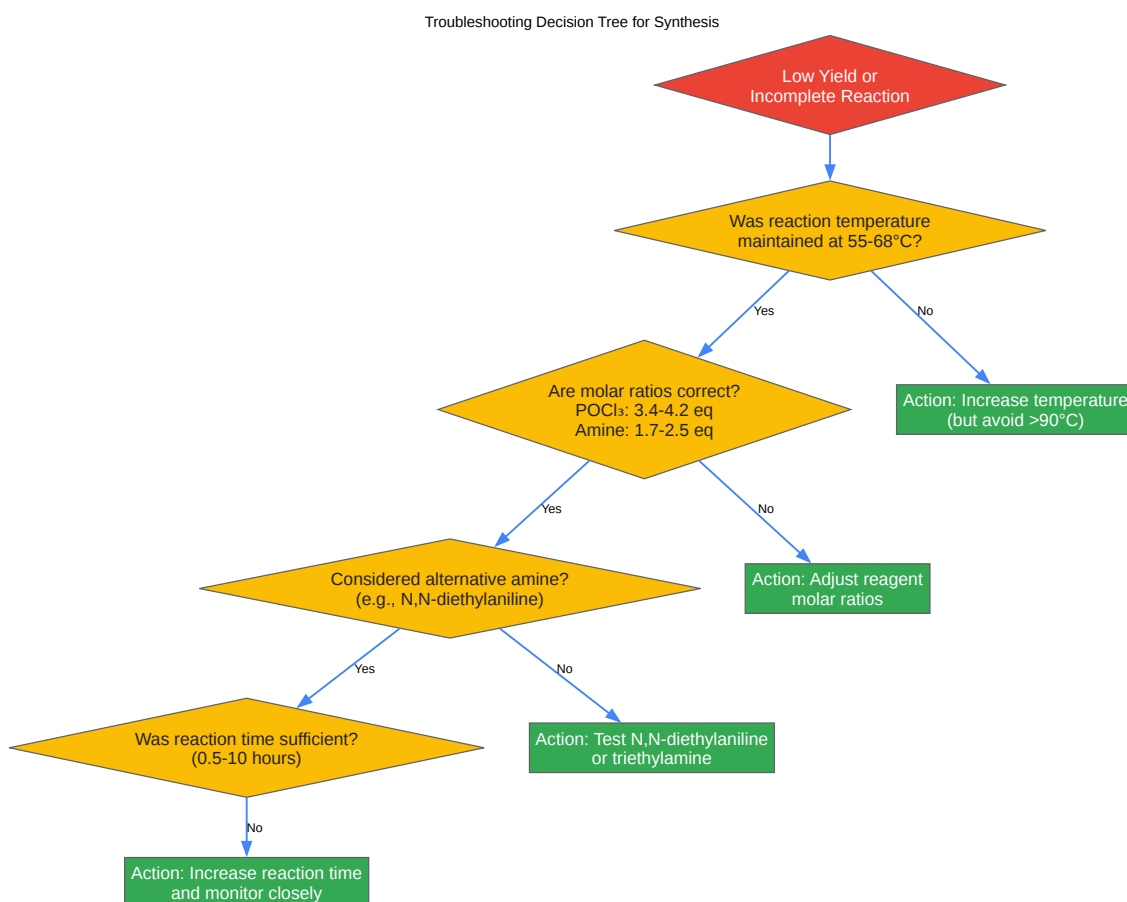 Troubleshooting Decision Tree for Synthesis
Low Yield or
Incomplete Reaction
Was reaction temperature
maintained at 55-68°C?
Yes
No
Are molar ratios correct?
POCl₃: 3.4-4.2 eq
Amine: 1.7-2.5 eq
Action: Increase temperature
(but avoid >90°C)
Yes
No
Considered alternative amine?
(e.g., N,N-diethylaniline)
Action: Adjust reagent
molar ratios
Yes
No
Was reaction time sufficient?
(0.5-10 hours)
Action: Test N,N-diethylaniline
or triethylamine
No
Action: Increase reaction time
and monitor closely